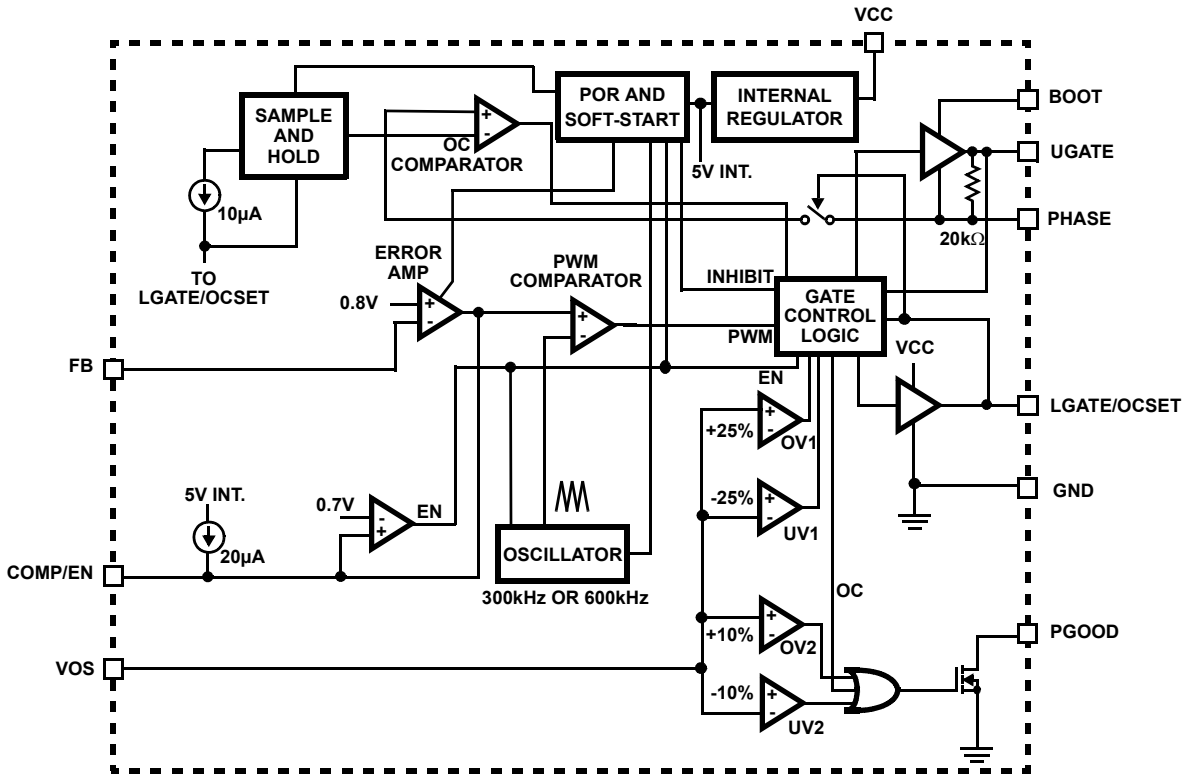 VCC
BOOT
POR AND
SOFT-START
INTERNAL
REGULATOR
SAMPLE
AND
HOLD
+
-
OC
COMPARATOR
UGATE
5V INT.
10µA
PHASE
20kΩ
TO
LGATE/OCSET
ERROR
AMP
PWM
COMPARATOR
INHIBIT
GATE
CONTROL
LOGIC
0.8V
+
-
+
-
PWM
VCC
FB
EN
LGATE/OCSET
+25%
+
-
OV1
5V INT.
0.7V
-
+
EN
-25%
+
-
UV1
GND
20µA
OSCILLATOR
COMP/EN
300kHz OR 600kHz
OC
+10%
+
-
OV2
PGOOD
VOS
-10%
+
-
UV2